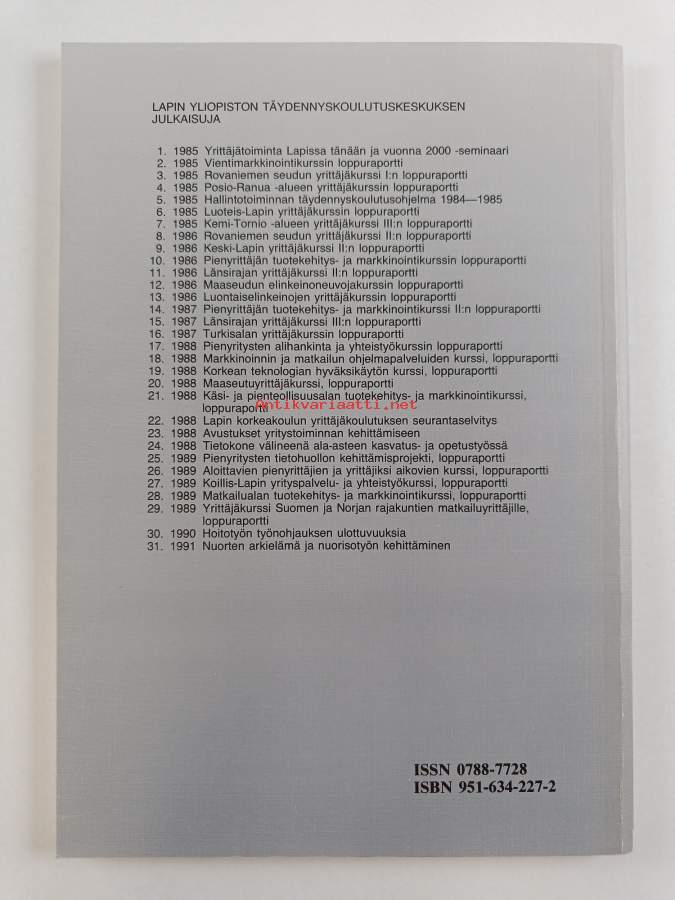 LAPIN YLIOPISTON TÄYDENNYSKOULUTUSKESKUKSEN
JULKAISUJA
1. 1985 Yrittäjätoiminta Lapissa tänään ja vuonna 2000 -seminaari
2. 1985 Vientimarkkinointikurssin loppuraportti
3. 1985 Rovaniemen seudun yrittäjäkurssi I:n loppuraportti
4. 1985 Posio-Ranua -alueen yrittäjäkurssin loppuraportti
5. 1985 Hallintotoiminnan täydennyskoulutusohjelma 1984—1985
6. 1985 Luoteis-Lapin yrittäjäkurssin loppuraportti
7. 1985 Kemi-Tornio -alueen yrittäjäkurssi III:n loppuraportti
8. 1986 Rovaniemen seudun yrittäjäkurssi II:n loppuraportti
9. 1986 Keski-Lapin yrittäjäkurssi II:n loppuraportti
10. 1986 Pienyrittäjän tuotekehitys- ja markkinointikurssin loppuraportti
11. 1986 Länsirajan yrittäjäkurssi II:n loppuraportti
12. 1986 Maaseudun elinkeinoneuvojakurssin loppuraportti
13. 1986 Luontaiselinkeinojen yrittäjäkurssin loppuraportti
14. 1987 Pienyrittäjän tuotekehitys- ja markkinointikurssi II:n loppuraportti
15. 1987 Länsirajan yrittäjäkurssi III:n loppuraportti
16. 1987 Turkisalan yrittäjäkurssin loppuraportti
17. 1988 Pienyritysten alihankinta ja yhteistyökurssin loppuraportti
18. 1988 Markkinoinnin ja matkailun ohjelmapalveluiden kurssi, loppuraportti
19. 1988 Korkean teknologian hyväksikäytön kurssi, loppuraportti
20. 1988 Maaseutuyrittäjäkurssi, loppuraportti
21. 1988 Käsi- ja pienteollisuusalan tuotekehitys- ja markkinointikurssi,
loppuraportti
Antikvariaatti.net
22. 1988 Lapin korkeakoulun yrittäjäkoulutuksen seurantaselvitys
23. 1988 Avustukset yritystoiminnan kehittämiseen
24. 1988 Tietokone välineenä ala-asteen kasvatus- ja opetustyössä
25. 1989 Pienyritysten tietohuollon kehittämisprojekti, loppuraportti
26. 1989 Aloittavien pienyrittäjien ja yrittäjiksi aikovien kurssi, loppuraportti
27. 1989 Koillis-Lapin yrityspalvelu- ja yhteistyökurssi, loppuraportti
28. 1989 Matkailualan tuotekehitys- ja markkinointikurssi, loppuraportti
29. 1989 Yrittäjäkurssi Suomen ja Norjan rajakuntien matkailuyrittäjille,
loppuraportti
30. 1990 Hoitotyön työnohjauksen ulottuvuuksia
31. 1991 Nuorten arkielämä ja nuorisotyön kehittäminen
ISSN 0788-7728
ISBN 951-634-227-2